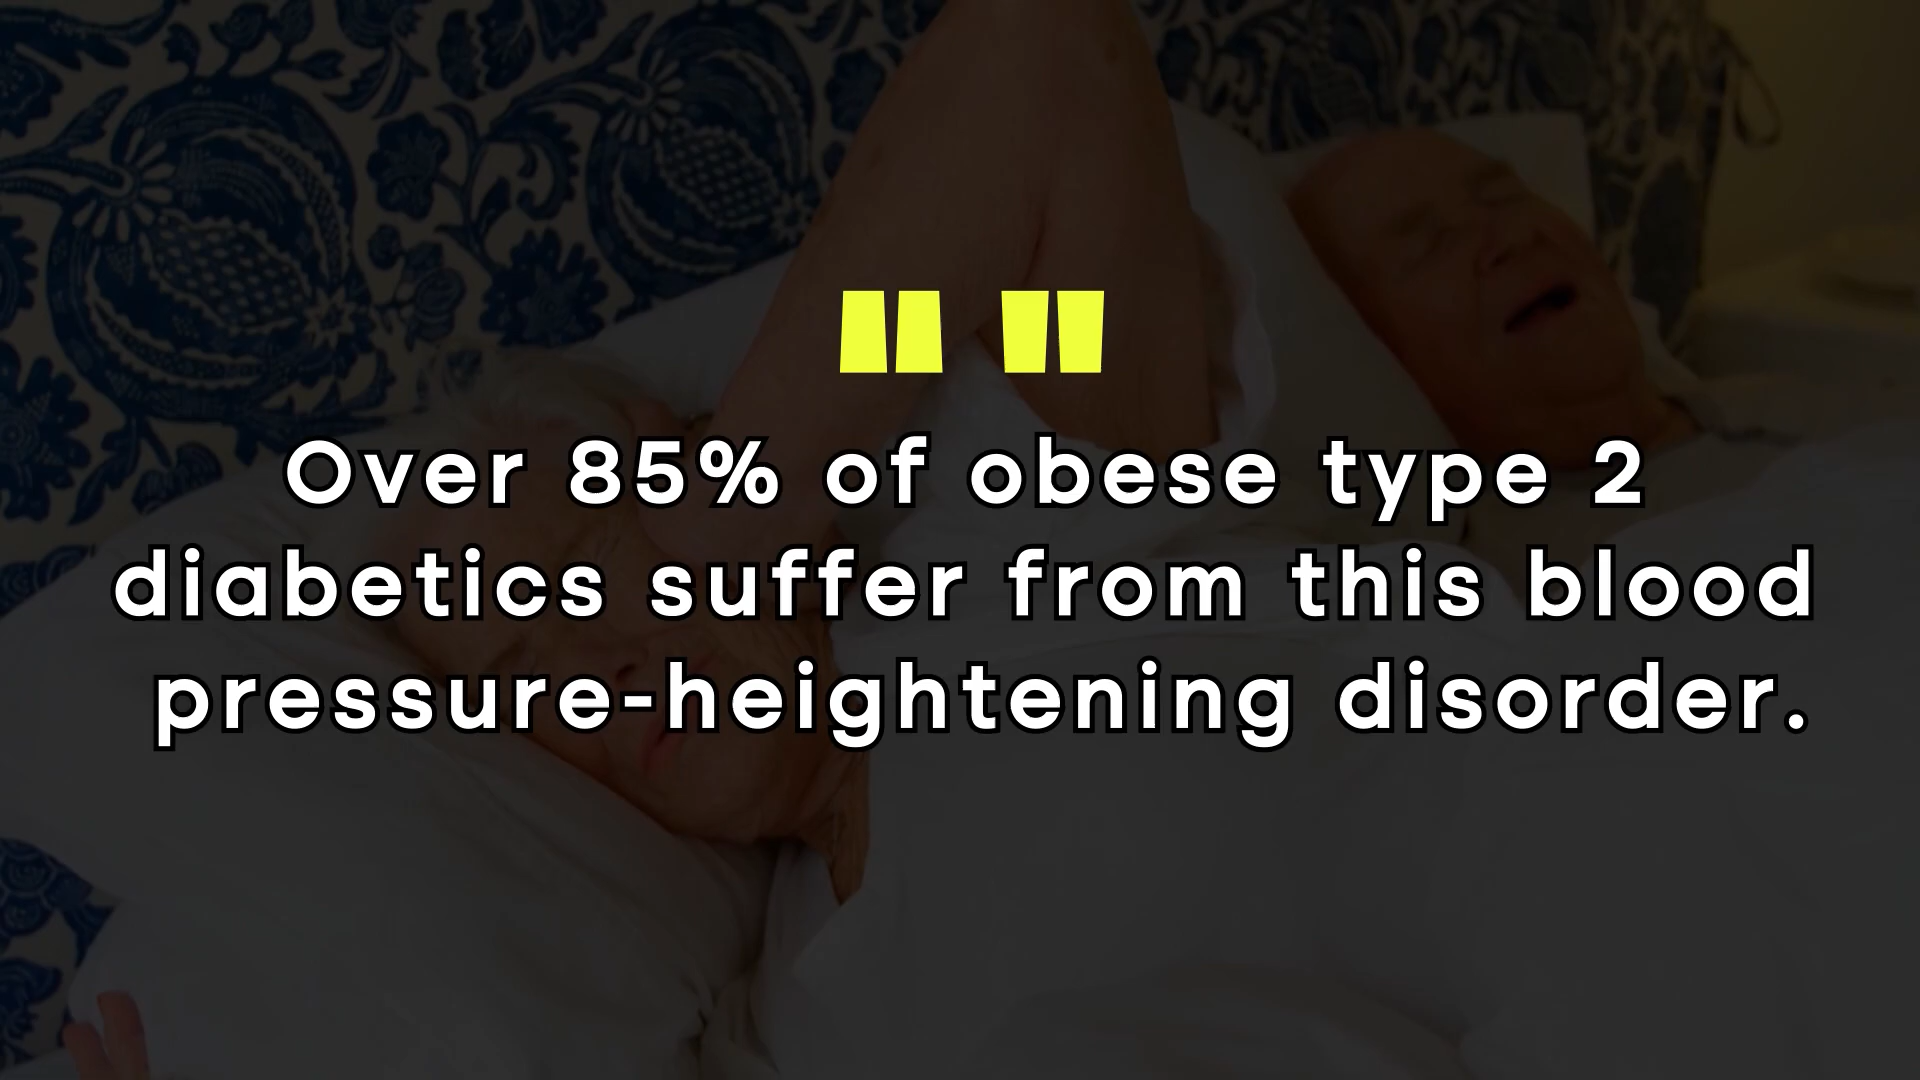 ""
Over 85% of obese type 2
diabetics suffer from this blood
pressure-heightening disorder.